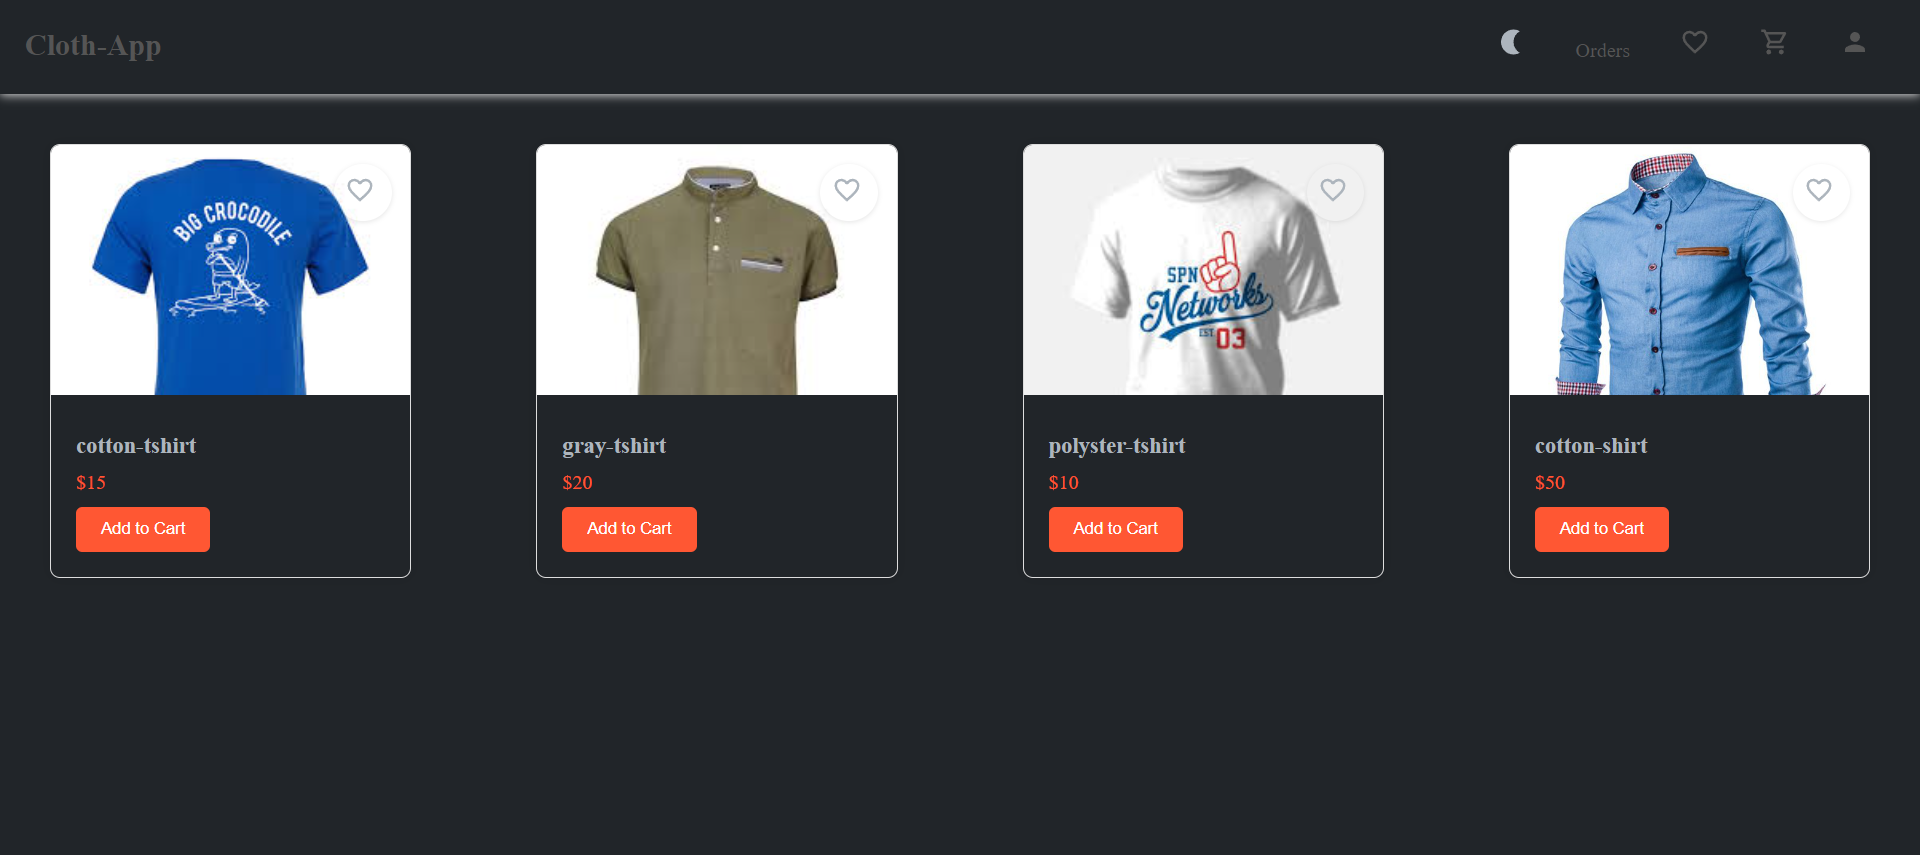 Cloth-App
Orders
BIG CROCODILE
SPN
Networks
EST
03
cotton-tshirt
$15
Add to Cart
gray-tshirt
$20
Add to Cart
polyster-tshirt
$10
Add to Cart
cotton-shirt
$50
Add to Cart